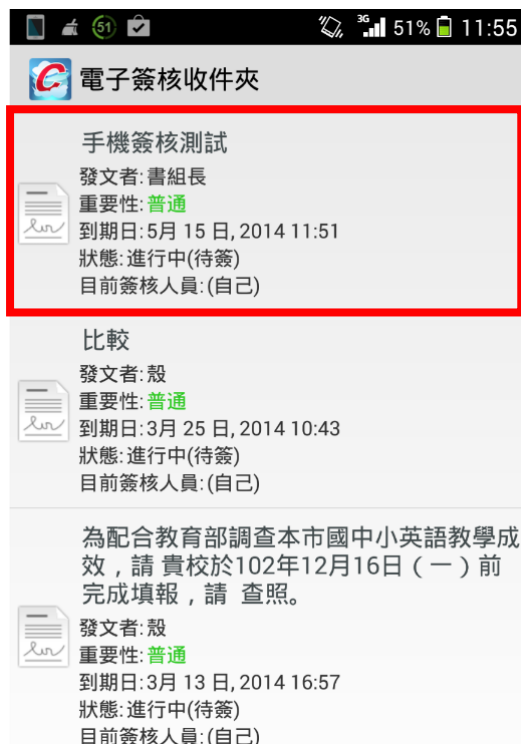 51
3G
51%
11:55
電子簽核收件夾
手機簽核測試
發文者:書組長
重要性:普通
到期日:5月 15 日, 2014 11:51
狀態:進行中(待簽)
目前簽核人員:(自己)
比較
發文者:殼
重要性:普通
到期日:3月 25 日, 2014 10:43
狀態:進行中(待簽)
目前簽核人員:(自己)
為配合教育部調查本市國中小英語教學成
效,請 貴校於102年12月16日(一)前
完成填報,請 查照。
發文者:殼
重要性:普通
到期日:3月 13 日, 2014 16:57
狀態:進行中(待簽)
目前簽核人員:(自己)